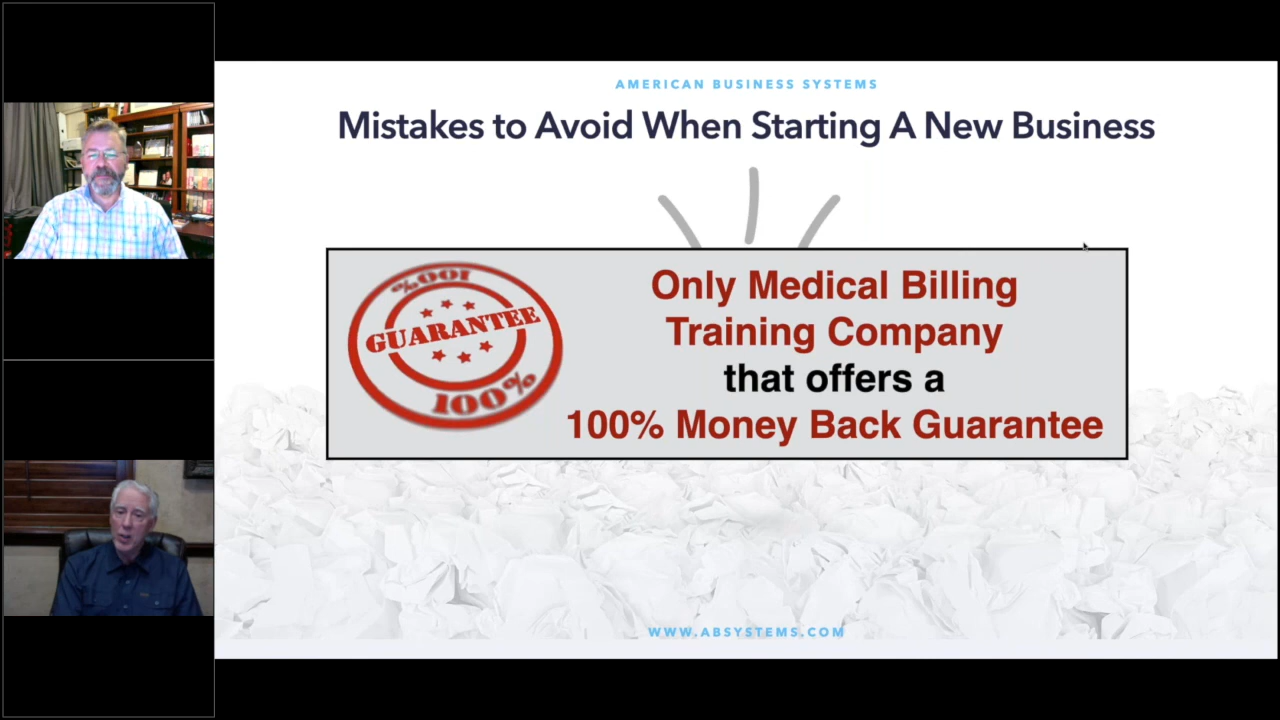 AMERICAN BUSINESS SYSTEMS
Mistakes to Avoid When Starting A New Business
100%
GUARANTEE
100%
Only Medical Billing
Training Company
that offers a
100% Money Back Guarantee
WWW.ABSYSTEMS.COM